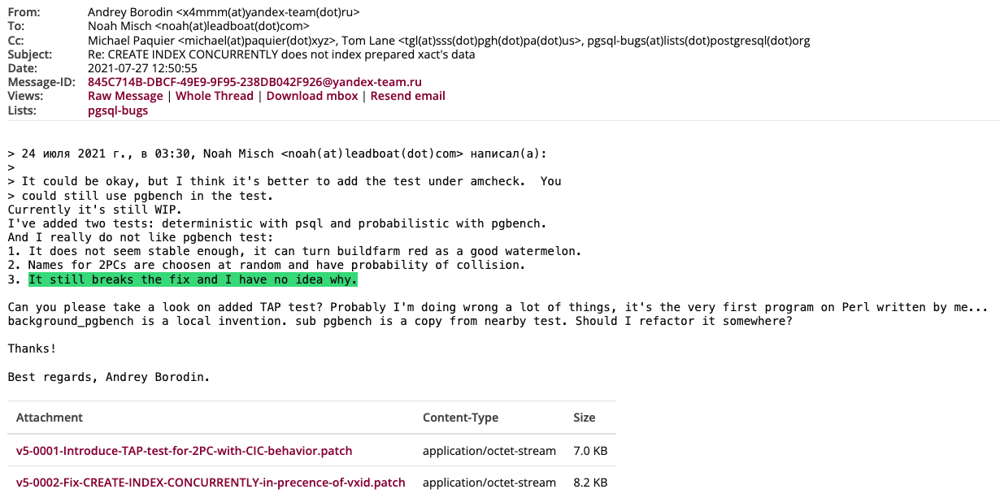 From: Andrey Borodin <x4mmm(at)yandex-team(dot)ru>
To: Noah Misch <noah(at)leadboat(dot)com>
Cc: Michael Paquier <michael(at)paquier(dot)xyz>, Tom Lane <tgl(at)sss(dot)pgh(dot)pa(dot)us>, pgsql-bugs(at)lists(dot)postgresql(dot)org
Subject: Re: CREATE INDEX CONCURRENTLY does not index prepared xact's data
Date: 2021-07-27 12:50:55
Message-ID: 845C714B-DBCF-49E9-9F95-238DB042F926@yandex-team.ru
Views: Raw Message | Whole Thread | Download mbox | Resend email
Lists: pgsql-bugs
> 24 июля 2021 г., в 03:30, Noah Misch <noah(at)leadboat(dot)com> написал(а):
>
> It could be okay, but I think it's better to add the test under amcheck.  You
> could still use pgbench in the test.
Currently it's still WIP.
I've added two tests: deterministic with psql and probabilistic with pgbench.
And I really do not like pgbench test:
1. It does not seem stable enough, it can turn buildfarm red as a good watermelon.
2. Names for 2PCs are choosen at random and have probability of collision.
3. It still breaks the fix and I have no idea why.
Can you please take a look on added TAP test? Probably I'm doing wrong a lot of things, it's the very first program on Perl written by me...
background_pgbench is a local invention. sub pgbench is a copy from nearby test. Should I refactor it somewhere?
Thanks!
Best regards, Andrey Borodin.
Attachment Content-Type Size
v5-0001-Introduce-TAP-test-for-2PC-with-CIC-behavior.patch application/octet-stream 7.0 KB
v5-0002-Fix-CREATE-INDEX-CONCURRENTLY-in-precence-of-vxid.patch application/octet-stream 8.2 KB